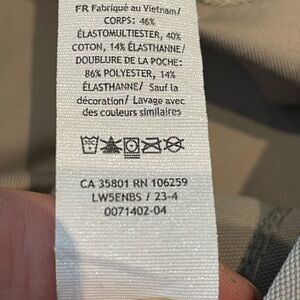 FR Fabriqué au Vietnam/
CORPS: 46%
ÉLASTOMULTIESTER, 40%
COTON, 14% ÉLASTHANNE/
DOUBLURE DE LA POCHE:
86% POLYESTER, 14%
ÉLASTHANNE/ Sauf la
décoration/ Lavage avec
des couleurs similaires
30C
CA 35801 RN 106259
LW5ENBS / 23-4
0071402-04